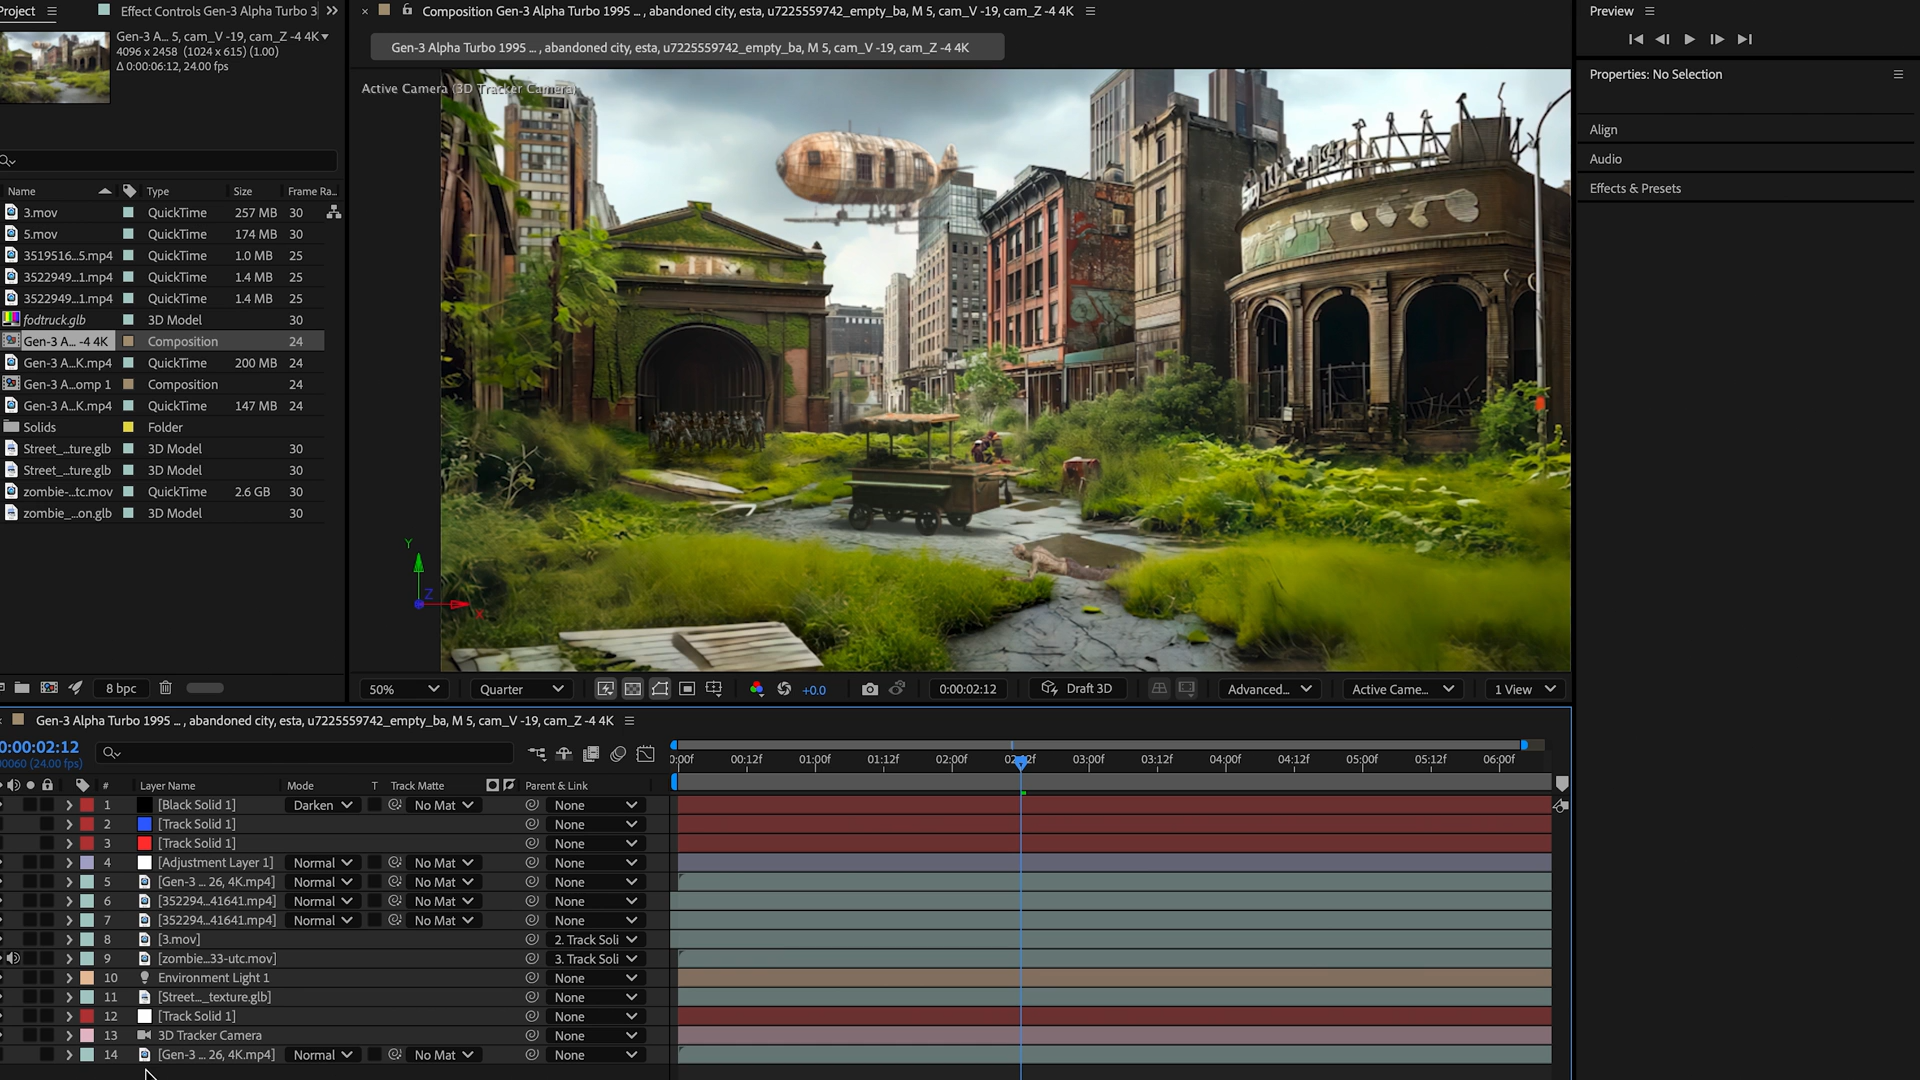 Project
Effect Controls Gen-3 Alpha Turbo 3
Gen-3 A... 5, cam_V -19, cam_Z -4 4K
4096 x 2458 (1024 x 615) (1.00)
Δ 0:00:06:12, 24.00 fps
Name Type Size Frame Ra...
3.mov QuickTime 257 MB 30
5.mov QuickTime 174 MB 30
3519516...5.mp4 QuickTime 1.0 MB 25
3522949...1.mp4 QuickTime 1.4 MB 25
3522949...1.mp4 QuickTime 1.4 MB 25
fodtruck.glb 3D Model 30
Gen-3 A... -4 4K Composition 24
Gen-3 A...K.mp4 QuickTime 200 MB 24
Gen-3 A...omp 1 Composition 24
Gen-3 A...K.mp4 QuickTime 147 MB 24
Solids Folder
Street_...ture.glb 3D Model 30
Street_...ture.glb 3D Model 30
zombie-...tc.mov QuickTime 2.6 GB 30
zombie_...on.glb 3D Model 30
8 bpc
Composition Gen-3 Alpha Turbo 1995 ... , abandoned city, esta, u7225559742_empty_ba, M 5, cam_V -19, cam_Z -4 4K
Gen-3 Alpha Turbo 1995 ... , abandoned city, esta, u7225559742_empty_ba, M 5, cam_V -19, cam_Z -4 4K
Active Camera (3D Tracker Camera)
Y
Z
X
50% Quarter +0.0 0:00:02:12 Draft 3D Advanced... Active Came... 1 View
Preview
Properties: No Selection
Align
Audio
Effects & Presets
Gen-3 Alpha Turbo 1995 ... , abandoned city, esta, u7225559742_empty_ba, M 5, cam_V -19, cam_Z -4 4K
0:00:02:12
00060 (24.00 fps)
0:00f 00:12f 01:00f 01:12f 02:00f 02:12f 03:00f 03:12f 04:00f 04:12f 05:00f 05:12f 06:00f
# Layer Name Mode T Track Matte Parent & Link
1 [Black Solid 1] Darken No Mat None
2 [Track Solid 1] None
3 [Track Solid 1] None
4 [Adjustment Layer 1] Normal No Mat None
5 [Gen-3 ... 26, 4K.mp4] Normal No Mat None
6 [352294...41641.mp4] Normal No Mat None
7 [352294...41641.mp4] Normal No Mat None
8 [3.mov] 2. Track Soli
9 [zombie...33-utc.mov] 3. Track Soli
10 Environment Light 1 None
11 [Street..._texture.glb] None
12 [Track Solid 1] None
13 3D Tracker Camera None
14 [Gen-3 ... 26, 4K.mp4] Normal No Mat None